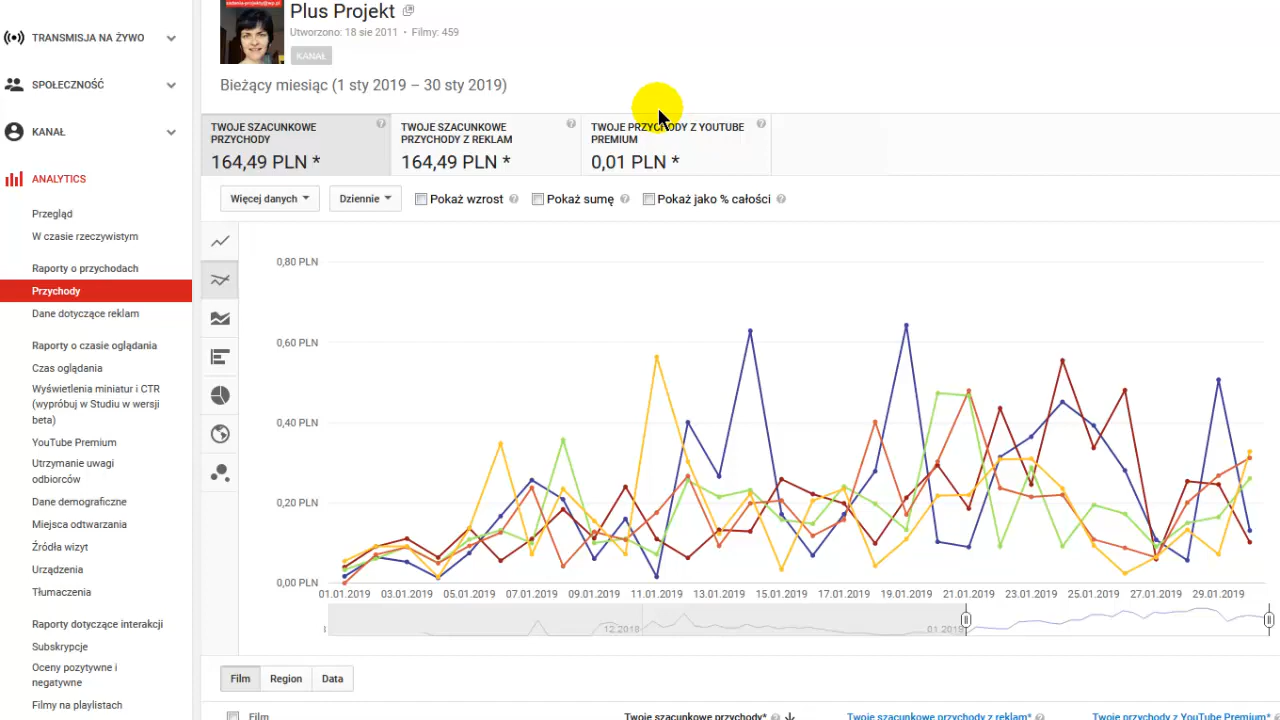 Plus Projekt
Utworzono: 18 sie 2011 • Filmy: 459
KANAŁ
Bieżący miesiąc (1 sty 2019 – 30 sty 2019)
TRANSMISJA NA ŻYWO
SPOŁECZNOŚĆ
KANAŁ
ANALYTICS
Przegląd
W czasie rzeczywistym
Raporty o przychodach
Przychody
Dane dotyczące reklam
Raporty o czasie oglądania
Czas oglądania
Wyświetlenia miniatur i CTR
(wypróbuj w Studiu w wersji
beta)
YouTube Premium
Utrzymanie uwagi
odbiorców
Dane demograficzne
Miejsca odtwarzania
Źródła wizyt
Urządzenia
Tłumaczenia
Raporty dotyczące interakcji
Subskrypcje
Oceny pozytywne i
negatywne
Filmy na playlistach
TWOJE SZACUNKOWE
PRZYCHODY
164,49 PLN *
TWOJE SZACUNKOWE
PRZYCHODY Z REKLAM
164,49 PLN *
TWOJE PRZYCHODY Z YOUTUBE
PREMIUM
0,01 PLN *
Więcej danych
Dziennie
Pokaż wzrost
Pokaż sumę
Pokaż jako % całości
0,80 PLN
0,60 PLN
0,40 PLN
0,20 PLN
0,00 PLN
01.01.2019 03.01.2019 05.01.2019 07.01.2019 09.01.2019 11.01.2019 13.01.2019 15.01.2019 17.01.2019 19.01.2019 21.01.2019 23.01.2019 25.01.2019 27.01.2019 29.01.2019
12.2018 01.2019
Film Region Data
Film Twoje szacunkowe przychody* Twoje szacunkowe przychody z reklam* Twoje przychody z YouTube Premium*